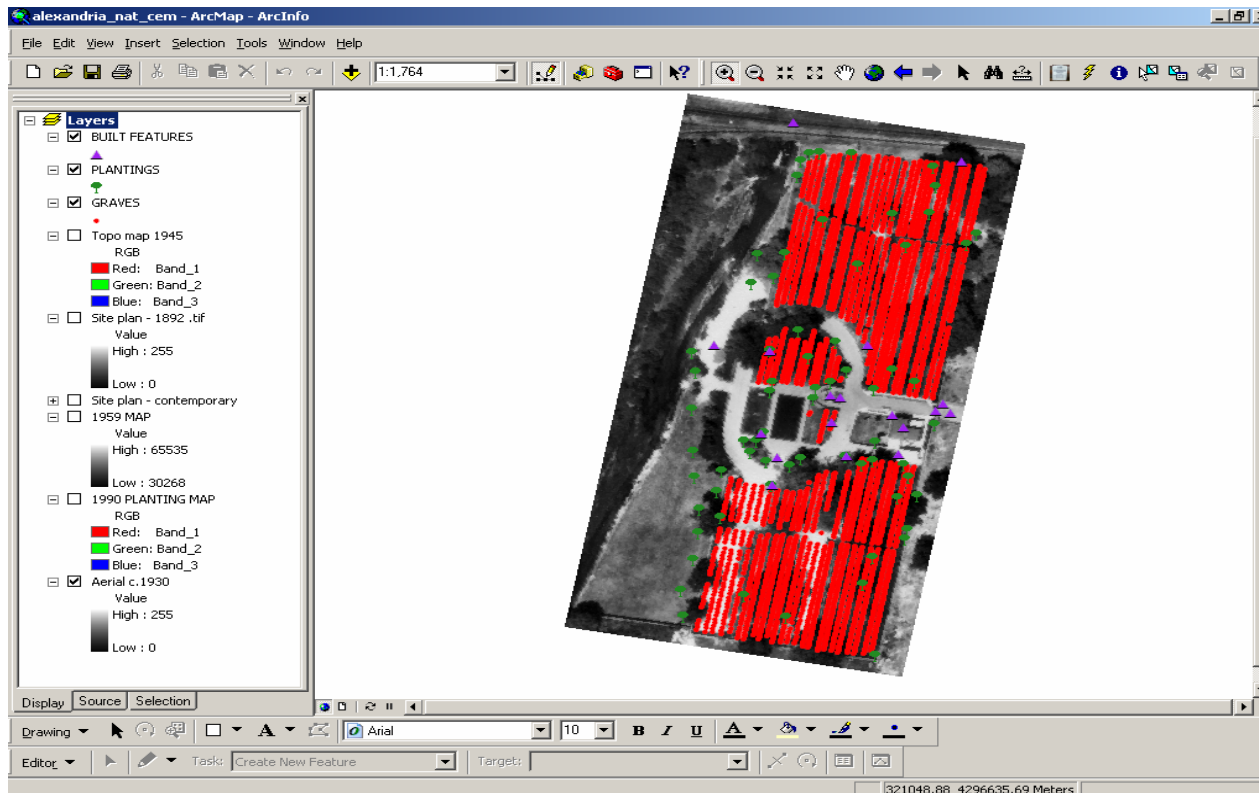 alexandria_nat_cem - ArcMap - ArcInfo
File Edit View Insert Selection Tools Window Help
1:1,764
Layers
BUILT FEATURES
PLANTINGS
GRAVES
Topo map 1945
RGB
Red: Band_1
Green: Band_2
Blue: Band_3
Site plan - 1892 .tif
Value
High : 255
Low : 0
Site plan - contemporary
1959 MAP
Value
High : 65535
Low : 30268
1990 PLANTING MAP
RGB
Red: Band_1
Green: Band_2
Blue: Band_3
Aerial c.1930
Value
High : 255
Low : 0
Display Source Selection
Drawing A Arial 10 B I U A
Editor Task: Create New Feature Target:
321048.88 4296635.69 Meters